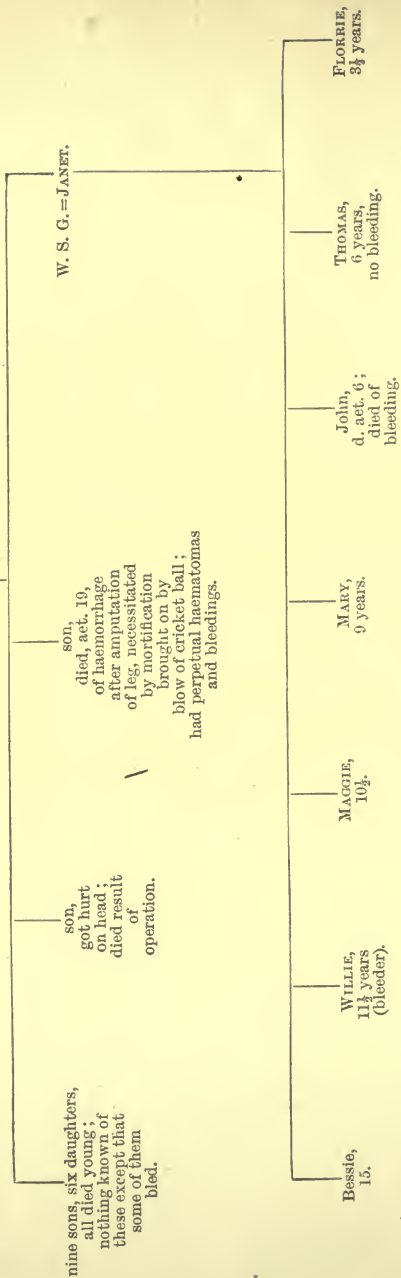 nine sons, six daughters,
all died young;
nothing known of
these except that
some of them
bled.
son,
got hurt
on head;
died result
of
operation.
son,
died, aet. 19,
of haemorrhage
after amputation
of leg, necessitated
by mortification
brought on by
blow of cricket ball;
had perpetual haematomas
and bleedings.
W. S. G. = JANET.
Bessie,
15.
WILLIE,
11½ years
(bleeder).
MAGGIE,
10½.
MARY,
9 years.
John,
d. aet. 6;
died of
bleeding.
THOMAS,
6 years,
no bleeding.
FLORRIE,
3½ years.